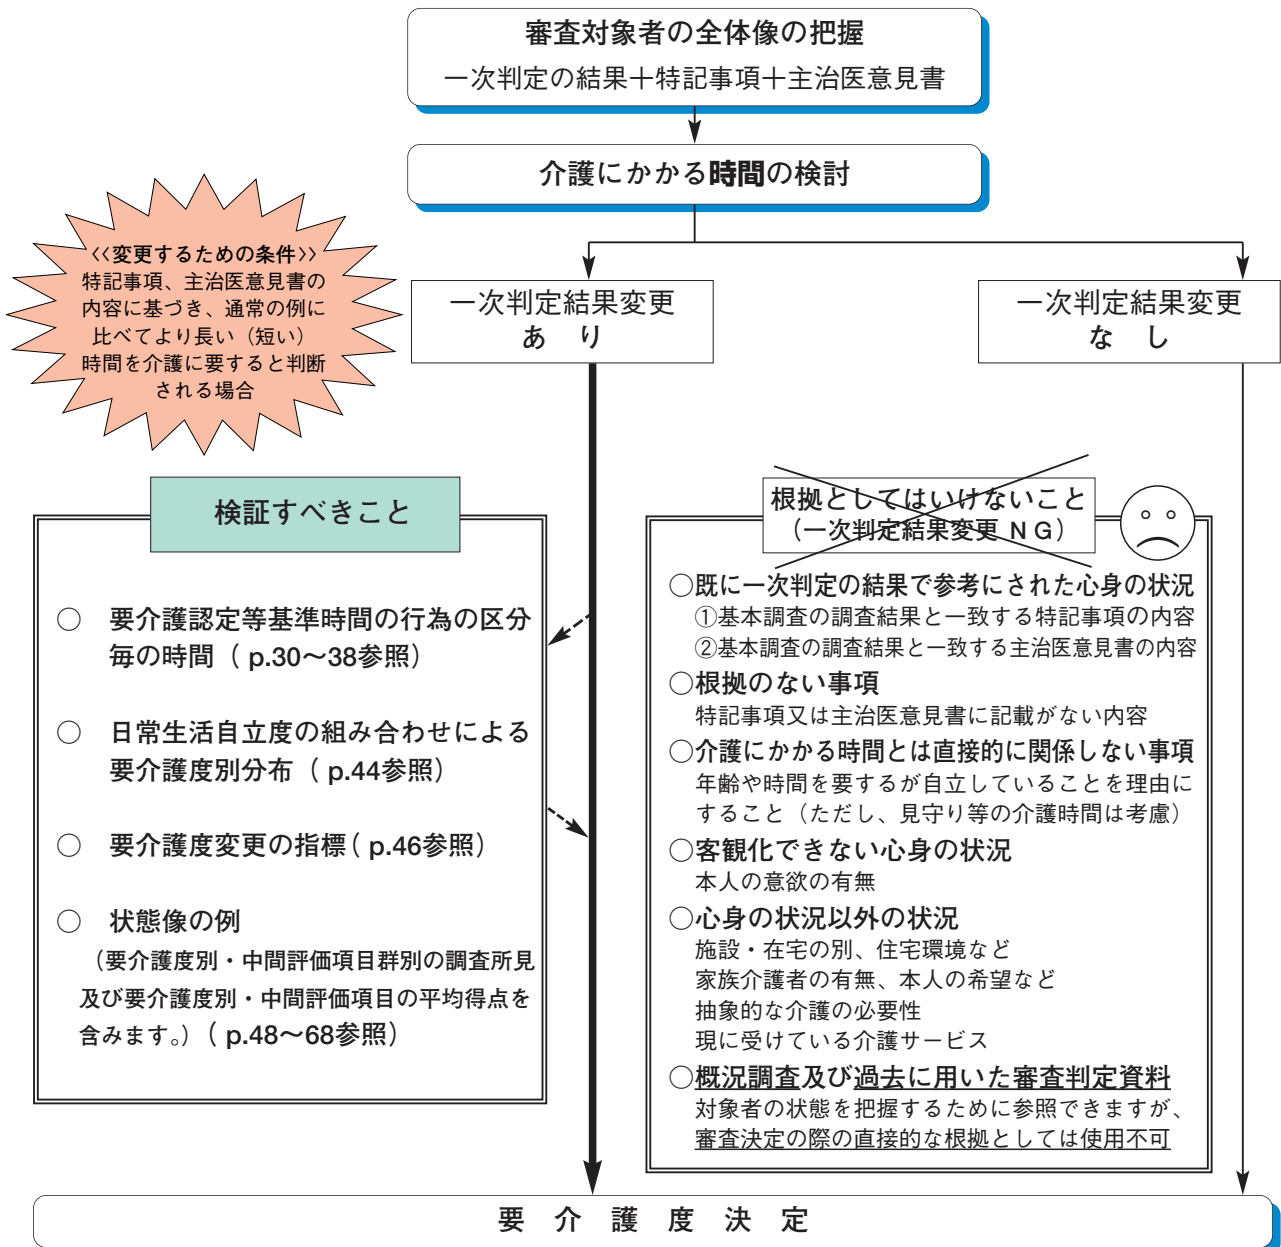 審査対象者の全体像の把握
一次判定の結果＋特記事項＋主治医意見書
介護にかかる時間の検討
《変更するための条件》
特記事項、主治医意見書の
内容に基づき、通常の例に
比べてより長い（短い）
時間を介護に要すると判断
される場合
一次判定結果変更
あ　り
一次判定結果変更
な　し
検証すべきこと
○　要介護認定等基準時間の行為の区分
毎の時間（ p.30〜38参照）
○　日常生活自立度の組み合わせによる
要介護度別分布（ p.44参照）
○　要介護度変更の指標( p.46参照）
○　状態像の例
（要介護度別・中間評価項目群別の調査所見
及び要介護度別・中間評価項目の平均得点を
含みます。）（ p.48〜68参照）
根拠としてはいけないこと
（一次判定結果変更 ＮＧ）
○既に一次判定の結果で参考にされた心身の状況
①基本調査の調査結果と一致する特記事項の内容
②基本調査の調査結果と一致する主治医意見書の内容
○根拠のない事項
特記事項又は主治医意見書に記載がない内容
○介護にかかる時間とは直接的に関係しない事項
年齢や時間を要するが自立していることを理由に
すること（ただし、見守り等の介護時間は考慮）
○客観化できない心身の状況
本人の意欲の有無
○心身の状況以外の状況
施設・在宅の別、住宅環境など
家族介護者の有無、本人の希望など
抽象的な介護の必要性
現に受けている介護サービス
○概況調査及び過去に用いた審査判定資料
対象者の状態を把握するために参照できますが、
審査決定の際の直接的な根拠としては使用不可
要　介　護　度　決　定